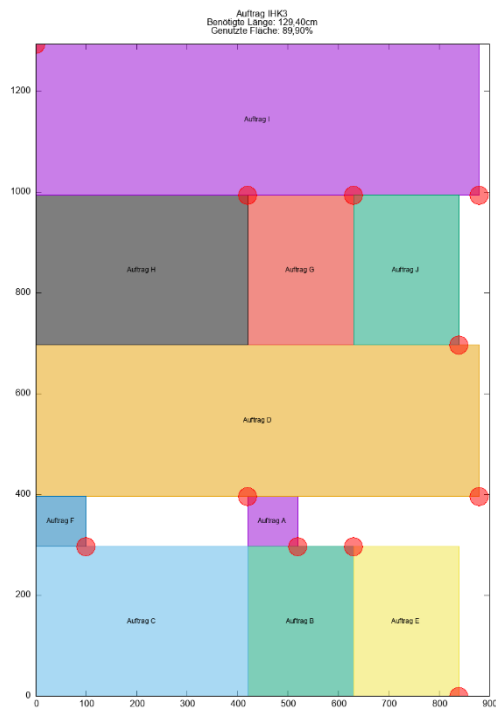 Auftrag IHK3
Benötigte Länge: 129,40cm
Genutzte Fläche: 89,90%
1200
Auftrag I
1000
Auftrag H Auftrag G Auftrag J
800
600
Auftrag D
400
Auftrag F Auftrag A
200
Auftrag C Auftrag B Auftrag E
0
0 100 200 300 400 500 600 700 800 900